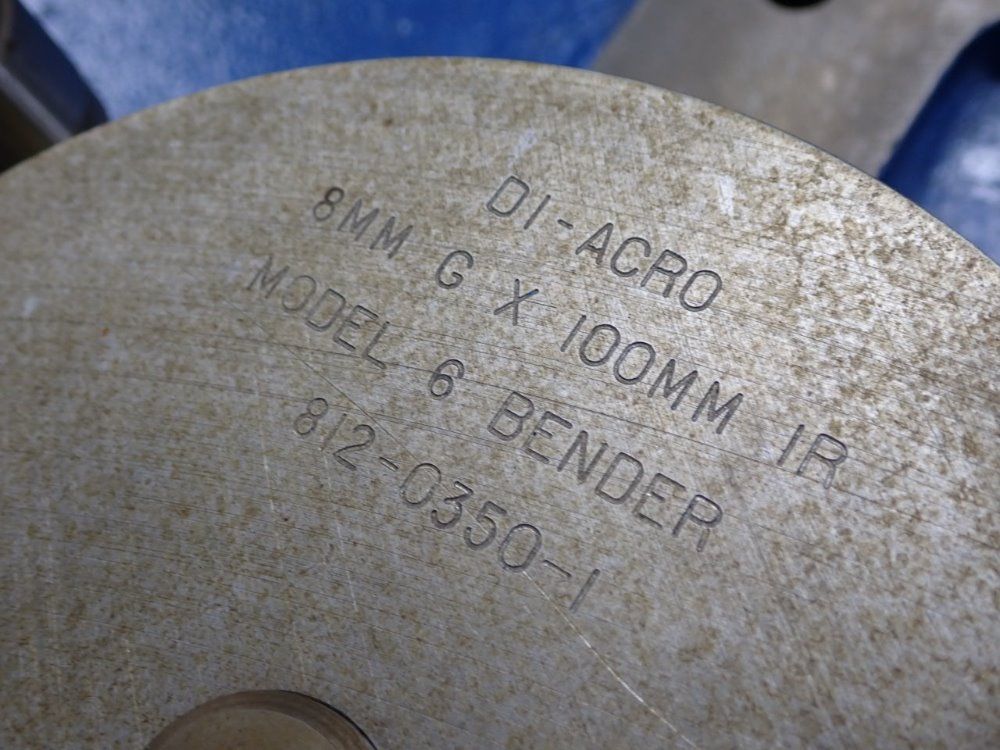 DI-ACRO
8MM G X 100MM IR
MODEL 6 BENDER
812-0350-1